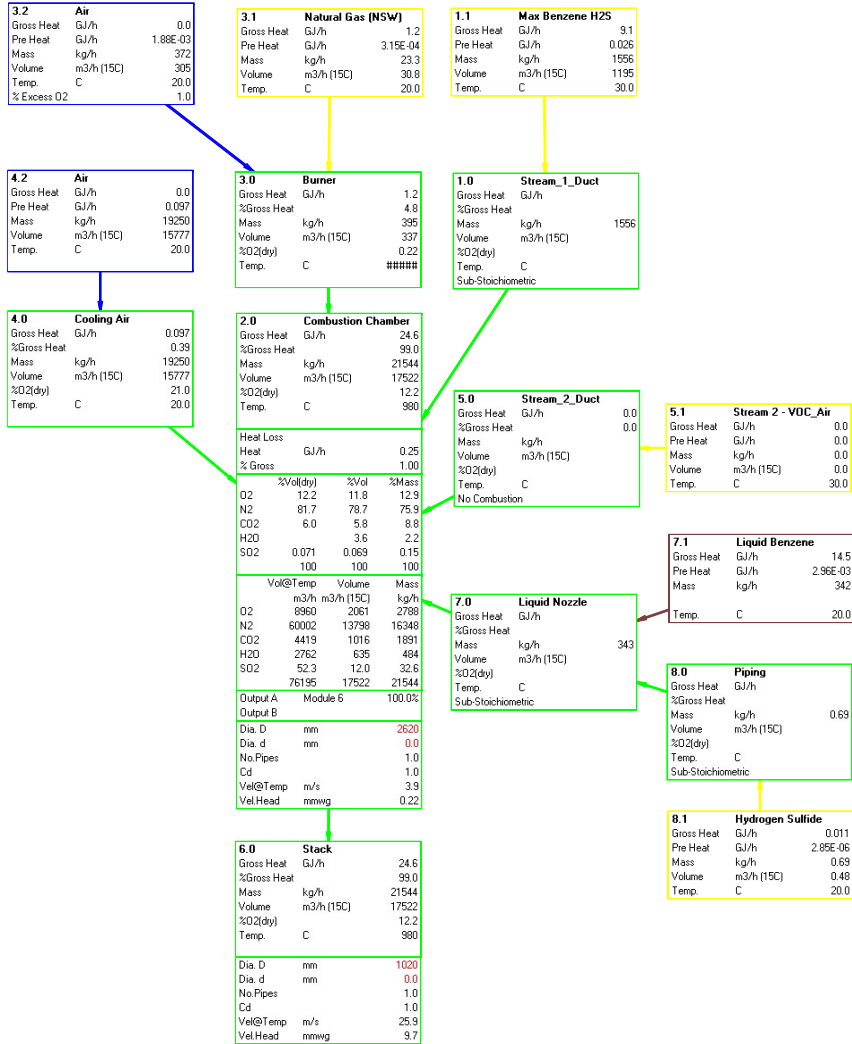 3.2 Air
Gross Heat GJ/h 0.0
Pre Heat GJ/h 1.88E-03
Mass kg/h 372
Volume m3/h (15C) 305
Temp. C 20.0
% Excess O2 1.0
3.1 Natural Gas (NSW)
Gross Heat GJ/h 1.2
Pre Heat GJ/h 3.15E-04
Mass kg/h 23.3
Volume m3/h (15C) 30.8
Temp. C 20.0
1.1 Max Benzene H2S
Gross Heat GJ/h 9.1
Pre Heat GJ/h 0.026
Mass kg/h 1556
Volume m3/h (15C) 1195
Temp. C 30.0
4.2 Air
Gross Heat GJ/h 0.0
Pre Heat GJ/h 0.097
Mass kg/h 19250
Volume m3/h (15C) 15777
Temp. C 20.0
3.0 Burner
Gross Heat GJ/h 1.2
%Gross Heat 4.8
Mass kg/h 395
Volume m3/h (15C) 337
%O2(dry) 0.22
Temp. C #####
1.0 Stream_1_Duct
Gross Heat GJ/h
%Gross Heat
Mass kg/h 1556
Volume m3/h (15C)
%O2(dry)
Temp. C
Sub-Stoichiometric
4.0 Cooling Air
Gross Heat GJ/h 0.097
%Gross Heat 0.39
Mass kg/h 19250
Volume m3/h (15C) 15777
%O2(dry) 21.0
Temp. C 20.0
2.0 Combustion Chamber
Gross Heat GJ/h 24.6
%Gross Heat 99.0
Mass kg/h 21544
Volume m3/h (15C) 17522
%O2(dry) 12.2
Temp. C 980
Heat Loss
Heat GJ/h 0.25
% Gross 1.00
%Vol(dry) %Vol %Mass
O2 12.2 11.8 12.9
N2 81.7 78.7 75.9
CO2 6.0 5.8 8.8
H2O 3.6 2.2
SO2 0.071 0.069 0.15
100 100 100
Vol@Temp Volume Mass
m3/h m3/h (15C) kg/h
O2 8960 2061 2788
N2 60002 13798 16348
CO2 4419 1016 1891
H2O 2762 635 484
SO2 52.3 12.0 32.6
76195 17522 21544
Output A Module 6 100.0%
Output B
Dia. D mm 2620
Dia. d mm 0.0
No.Pipes 1.0
Cd 1.0
Vel@Temp m/s 3.9
Vel.Head mmwg 0.22
5.0 Stream_2_Duct
Gross Heat GJ/h 0.0
%Gross Heat 0.0
Mass kg/h
Volume m3/h (15C)
%O2(dry)
Temp. C
No Combustion
5.1 Stream 2 - VOC_Air
Gross Heat GJ/h 0.0
Pre Heat GJ/h 0.0
Mass kg/h 0.0
Volume m3/h (15C) 0.0
Temp. C 30.0
7.1 Liquid Benzene
Gross Heat GJ/h 14.5
Pre Heat GJ/h 2.96E-03
Mass kg/h 342
Temp. C 20.0
7.0 Liquid Nozzle
Gross Heat GJ/h
%Gross Heat
Mass kg/h 343
Volume m3/h (15C)
%O2(dry)
Temp. C
Sub-Stoichiometric
8.0 Piping
Gross Heat GJ/h
%Gross Heat
Mass kg/h 0.69
Volume m3/h (15C)
%O2(dry)
Temp. C
Sub-Stoichiometric
8.1 Hydrogen Sulfide
Gross Heat GJ/h 0.011
Pre Heat GJ/h 2.85E-06
Mass kg/h 0.69
Volume m3/h (15C) 0.48
Temp. C 20.0
6.0 Stack
Gross Heat GJ/h 24.6
%Gross Heat 99.0
Mass kg/h 21544
Volume m3/h (15C) 17522
%O2(dry) 12.2
Temp. C 980
Dia. D mm 1020
Dia. d mm 0.0
No.Pipes 1.0
Cd 1.0
Vel@Temp m/s 25.9
Vel.Head mmwg 9.7